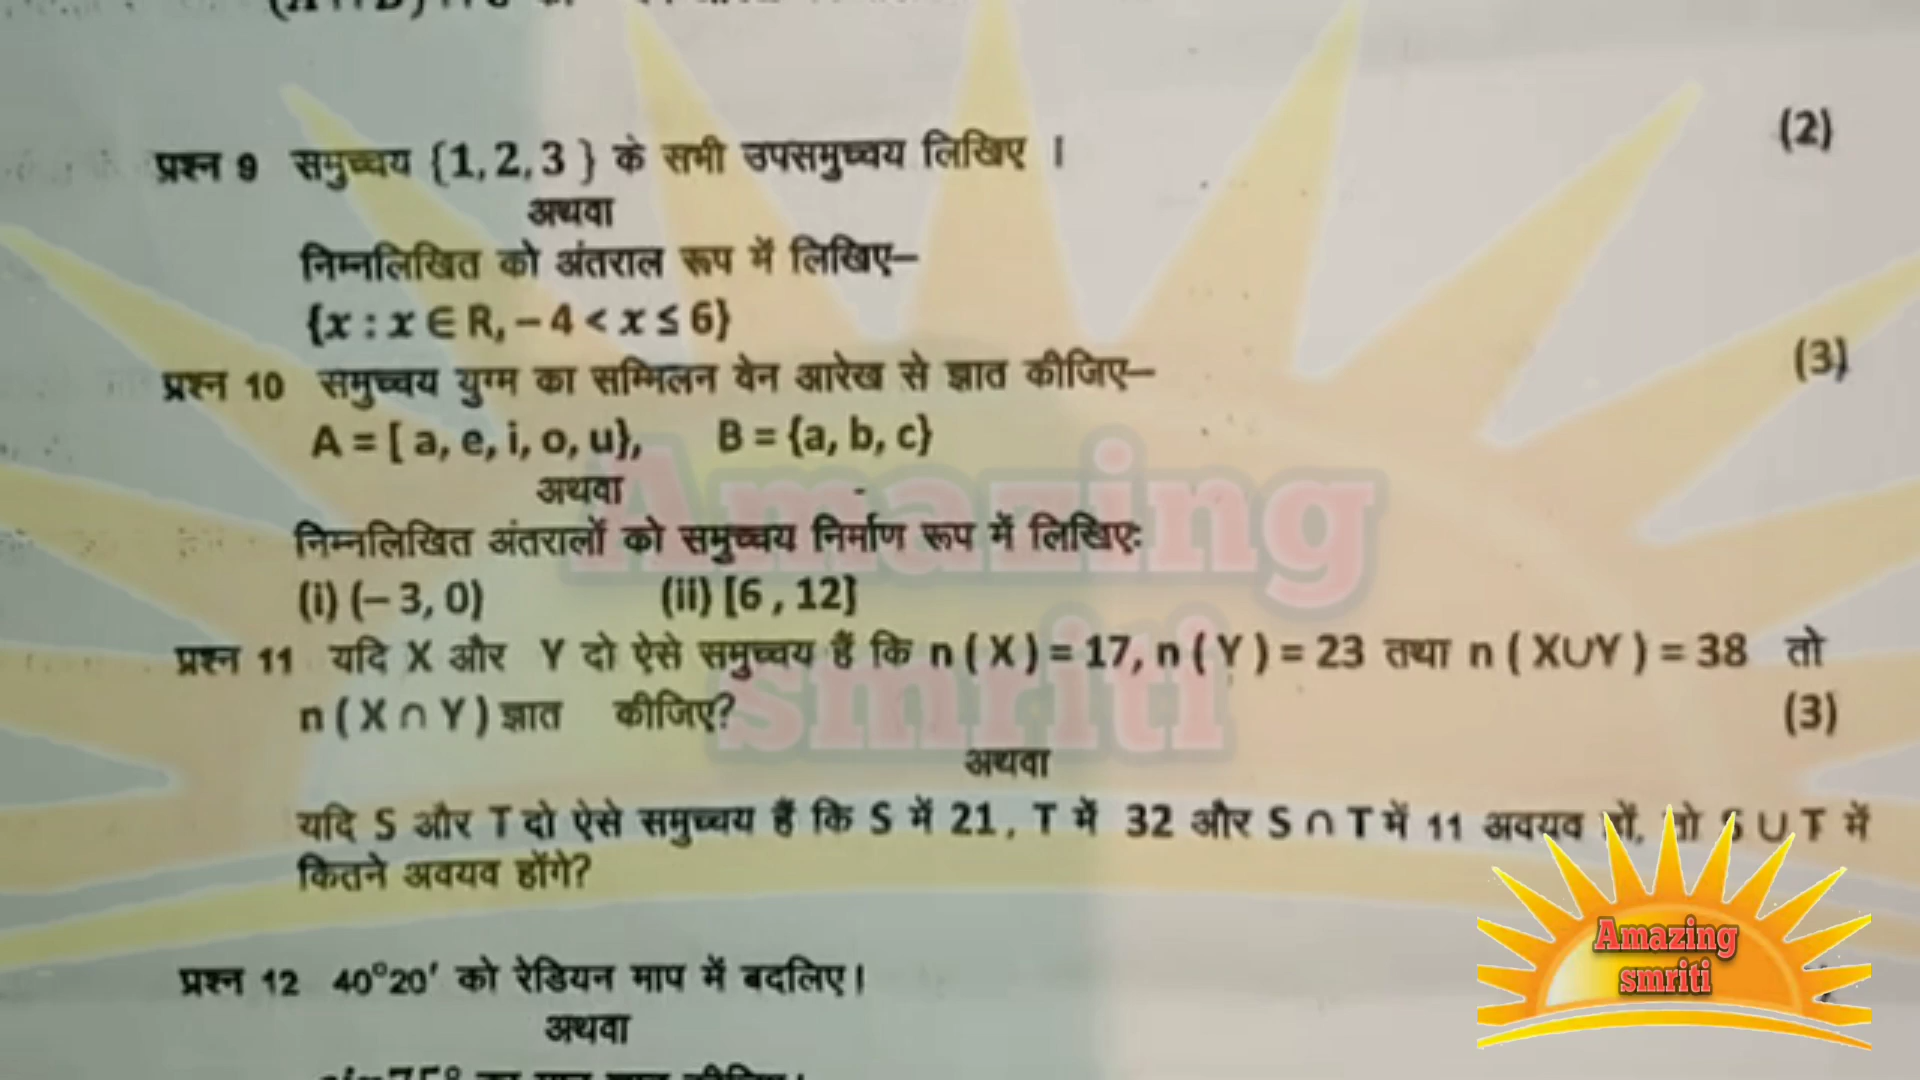 (2)
प्रश्न 9 समुच्चय {1, 2, 3 } के सभी उपसमुच्चय लिखिए ।
अथवा
निम्नलिखित को अंतराल रूप में लिखिए–
{x : x ∈ R, – 4 < x ≤ 6}
(3)
प्रश्न 10 समुच्चय युग्म का सम्मिलन वेन आरेख से ज्ञात कीजिए–
A = [ a, e, i, o, u}, B = {a, b, c}
अथवा
निम्नलिखित अंतरालों को समुच्चय निर्माण रूप में लिखिएः
(i) (– 3, 0) (ii) [6 , 12]
प्रश्न 11 यदि X और Y दो ऐसे समुच्चय हैं कि n ( X ) = 17, n ( Y ) = 23 तथा n ( X∪Y ) = 38 तो
n ( X ∩ Y ) ज्ञात कीजिए?
(3)
अथवा
यदि S और T दो ऐसे समुच्चय हैं कि S में 21, T में 32 और S ∩ T में 11 अवयव S ∪ T में
कितने अवयव होंगे?
प्रश्न 12 40°20′ को रेडियन माप में बदलिए।
अथवा
Amazing
smriti
Amazing
smriti